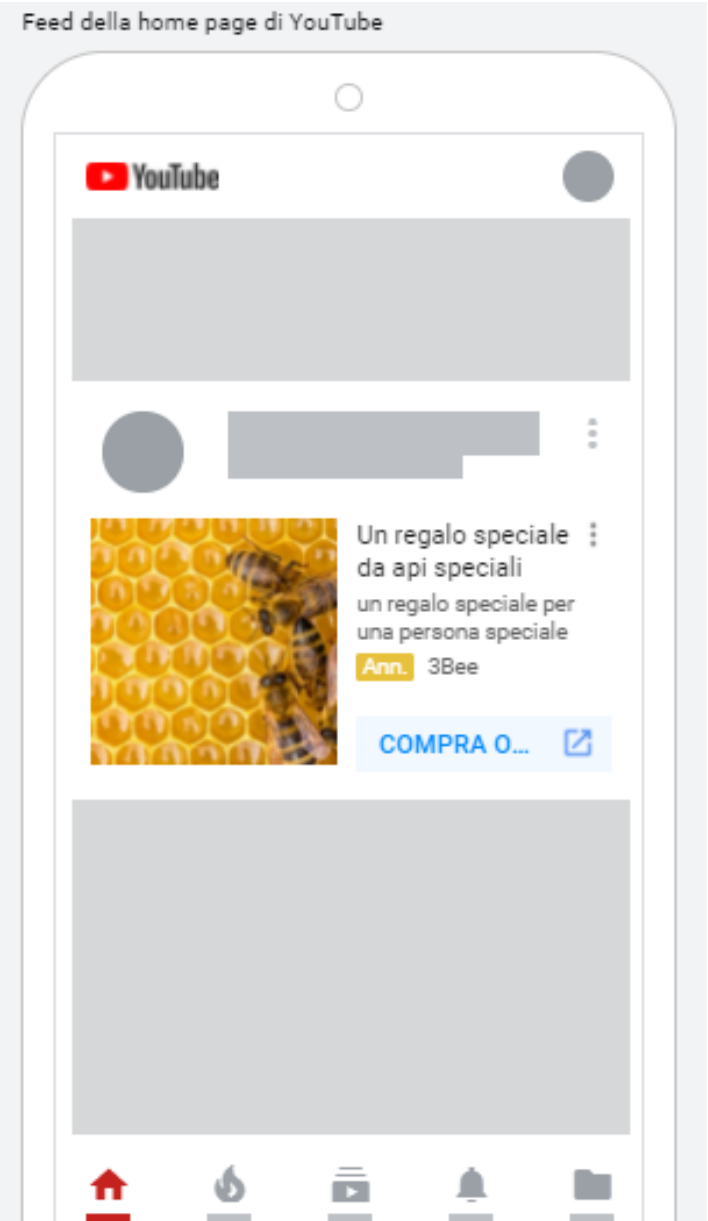 Feed della home page di YouTube
YouTube
Un regalo speciale
da api speciali
un regalo speciale per
una persona speciale
Ann. 3Bee
COMPRA O...